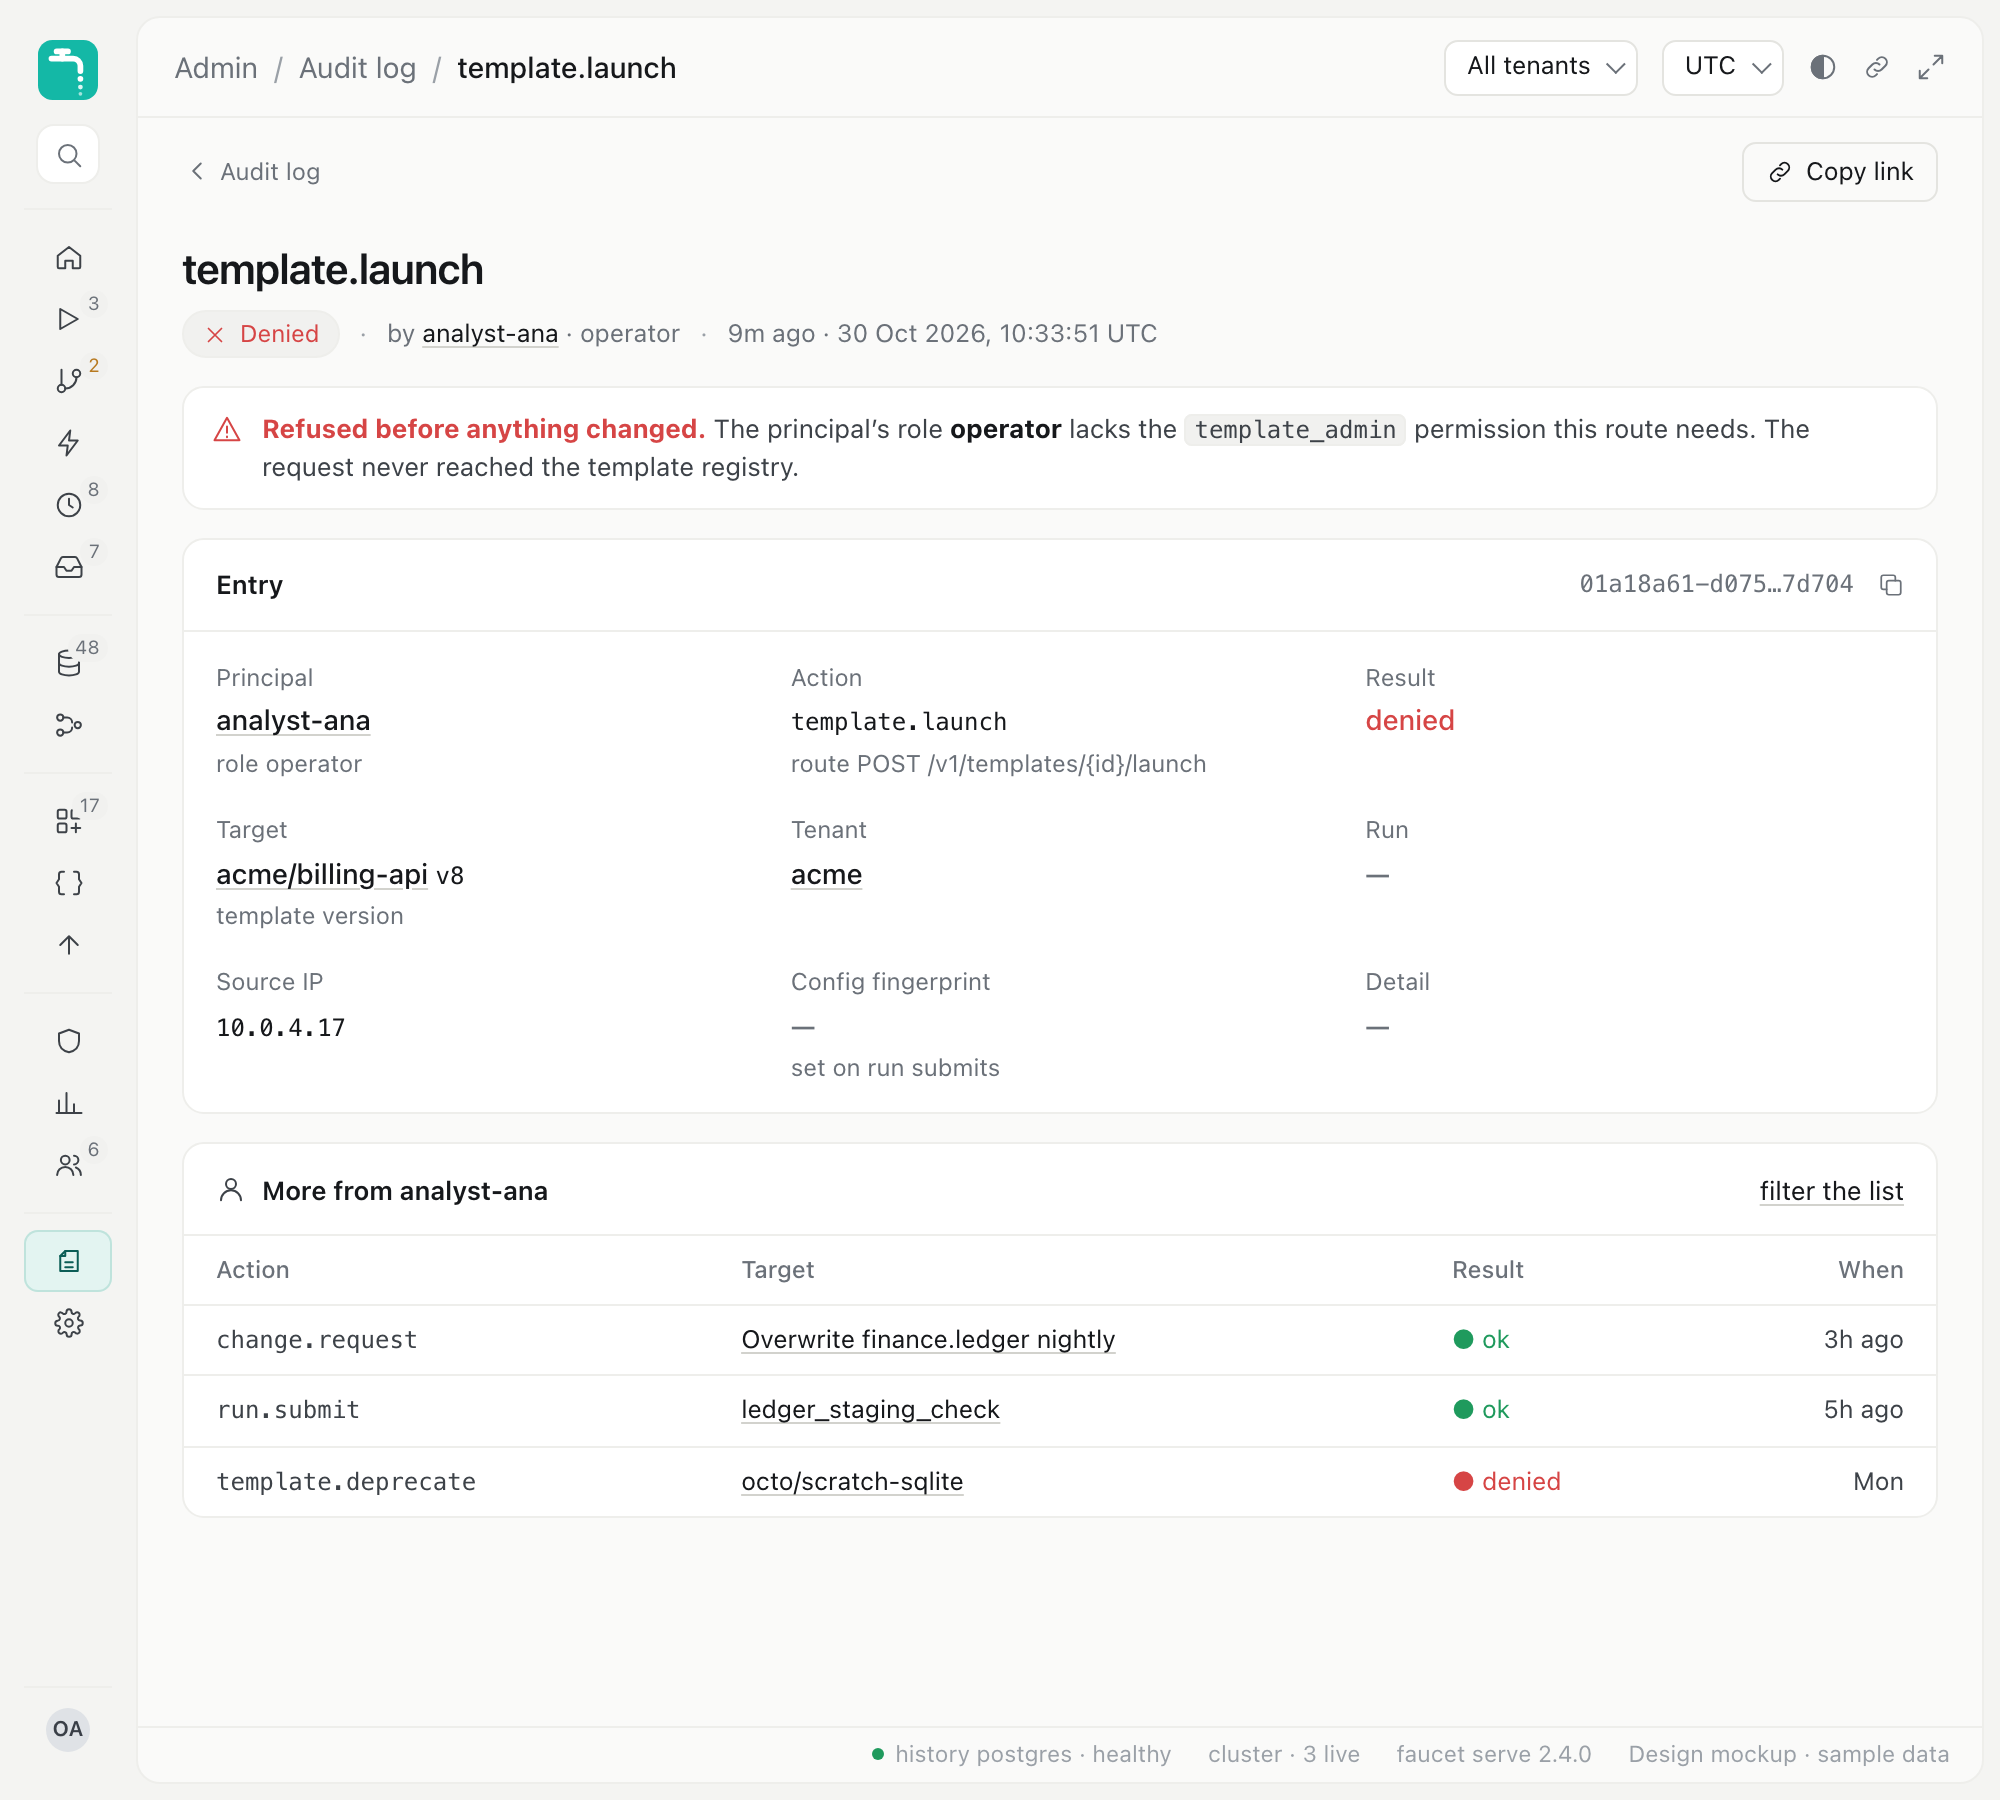 Admin / Audit log / template.launch
All tenants
UTC
Audit log
Copy link
template.launch
Denied · by analyst-ana · operator · 9m ago · 30 Oct 2026, 10:33:51 UTC
Refused before anything changed. The principal’s role operator lacks the template_admin permission this route needs. The
request never reached the template registry.
Entry
01a18a61-d075…7d704
Principal
Action
Result
analyst-ana
template.launch
denied
role operator
route POST /v1/templates/{id}/launch
Target
Tenant
Run
acme/billing-api v8
acme
—
template version
Source IP
Config fingerprint
Detail
10.0.4.17
—
—
set on run submits
More from analyst-ana
filter the list
Action
Target
Result
When
change.request
Overwrite finance.ledger nightly
ok
3h ago
run.submit
ledger_staging_check
ok
5h ago
template.deprecate
octo/scratch-sqlite
denied
Mon
3
2
8
7
48
17
6
OA
history postgres · healthy
cluster · 3 live
faucet serve 2.4.0
Design mockup · sample data